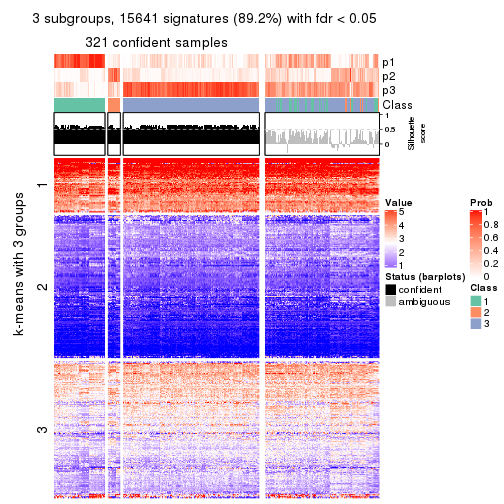 3 subgroups, 15641 signatures (89.2%) with fdr < 0.05
321 confident samples
p1
p2
p3
Class
1
0.5
0
Silhouette
score
k-means with 3 groups
1
2
3
Value
5
4
3
2
1
Status (barplots)
confident
ambiguous
Prob
1
0.8
0.6
0.4
0.2
0
Class
1
2
3